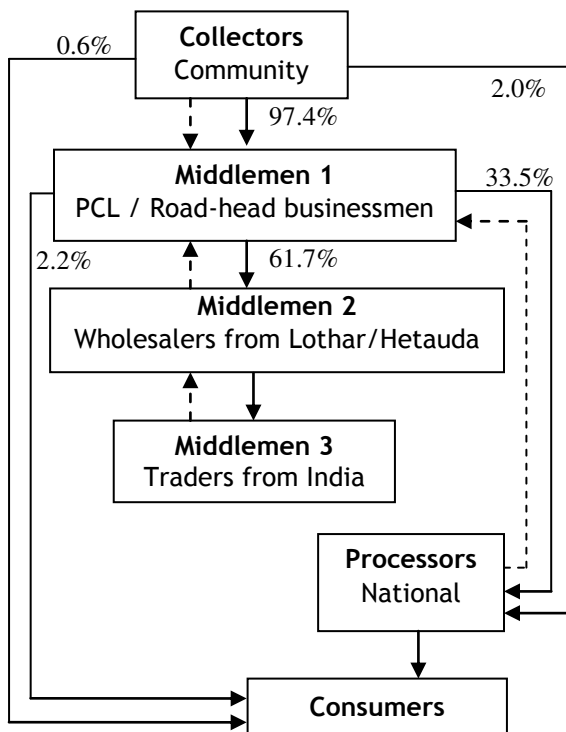 0.6%
Collectors
Community
2.0%
97.4%
Middlemen 1
PCL / Road-head businessmen
33.5%
2.2%
61.7%
Middlemen 2
Wholesalers from Lothar/Hetauda
Middlemen 3
Traders from India
Processors
National
Consumers